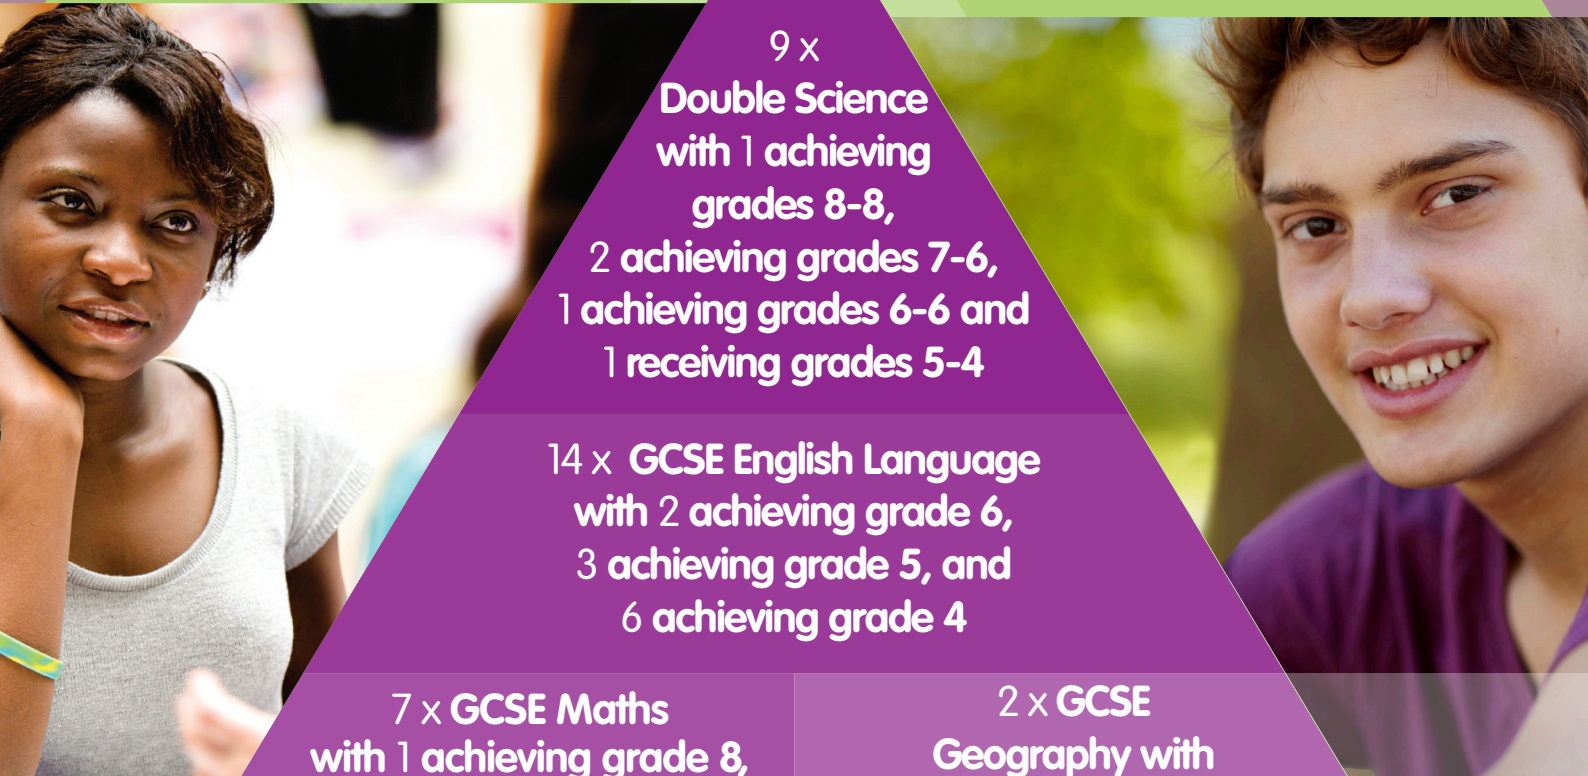 9 x
Double Science
with 1 achieving
grades 8-8,
2 achieving grades 7-6,
1 achieving grades 6-6 and
1 receiving grades 5-4
14 x GCSE English Language
with 2 achieving grade 6,
3 achieving grade 5, and
6 achieving grade 4
7 x GCSE Maths
with 1 achieving grade 8,
2 x GCSE
Geography with